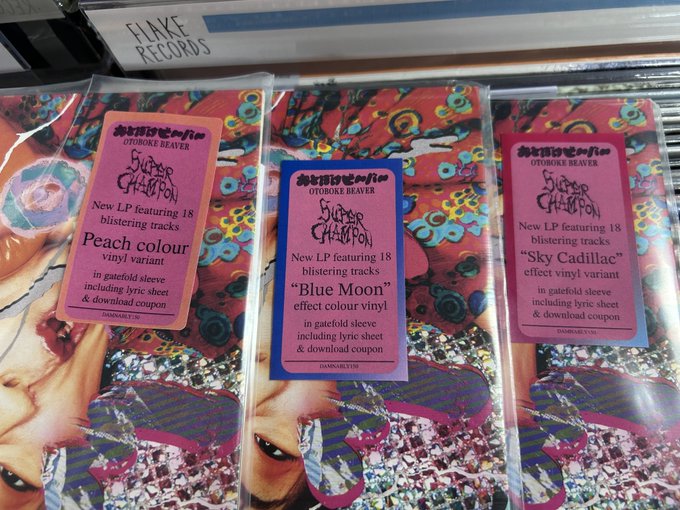 FLAKE
RECORDS
おとぼけビ〜バ〜
OTOBOKE BEAVER
SUPER
CHAMPON
New LP featuring 18
blistering tracks
Peach colour
vinyl variant
in gatefold sleeve
including lyric sheet
& download coupon
DAMNABLY150
おとぼけビ〜バ〜
OTOBOKE BEAVER
SUPER
CHAMPON
New LP featuring 18
blistering tracks
“Blue Moon”
effect colour vinyl
in gatefold sleeve
including lyric sheet
& download coupon
DAMNABLY150
おとぼけビ〜バ〜
OTOBOKE BEAVER
SUPER
CHAMPON
New LP featuring 18
blistering tracks
“Sky Cadillac”
effect vinyl variant
in gatefold sleeve
including lyric sheet
& download coupon
DAMNABLY150